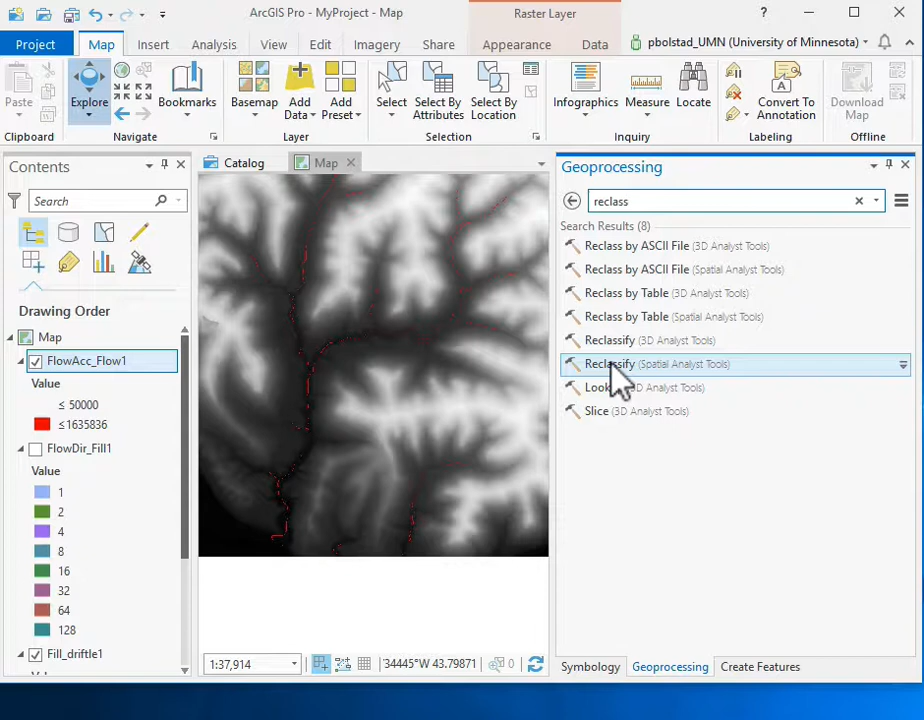 ArcGIS Pro - MyProject - Map
Raster Layer
?
Project
Map
Insert
Analysis
View
Edit
Imagery
Share
Appearance
Data
pbolstad_UMN (University of Minnesota)
Paste
Explore
Bookmarks
Basemap
Add Data
Add Preset
Select
Select By Attributes
Select By Location
Infographics
Measure
Locate
Convert To Annotation
Download Map
Clipboard
Navigate
Layer
Selection
Inquiry
Labeling
Offline
Contents
Search
Drawing Order
Map
FlowAcc_Flow1
Value
≤ 50000
≤1635836
FlowDir_Fill1
Value
1
2
4
8
16
32
64
128
Fill_driftle1
Catalog
Map
1:37,914
'34445°W 43.79871
0
Geoprocessing
reclass
Search Results (8)
Reclass by ASCII File (3D Analyst Tools)
Reclass by ASCII File (Spatial Analyst Tools)
Reclass by Table (3D Analyst Tools)
Reclass by Table (Spatial Analyst Tools)
Reclassify (3D Analyst Tools)
Reclassify (Spatial Analyst Tools)
Analyst Tools)
Slice (3D Analyst Tools)
Symbology
Geoprocessing
Create Features